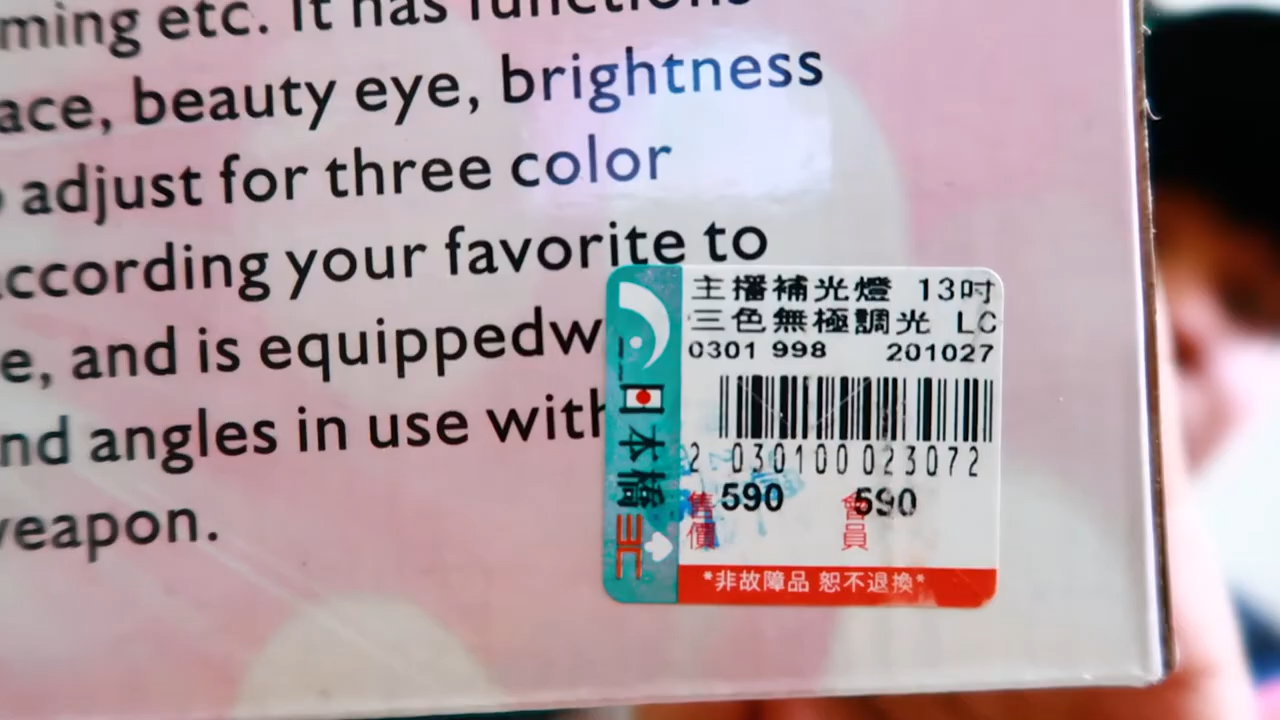 ming etc. It has functions
ace, beauty eye, brightness
adjust for three color
ccording your favorite to
e, and is equippedw
nd angles in use with
weapon.
主播補光燈 13吋
三色無極調光 LC
0301 998 201027
2 030100 023072
售價 590 會員 590
*非故障品 恕不退換*
日本橋